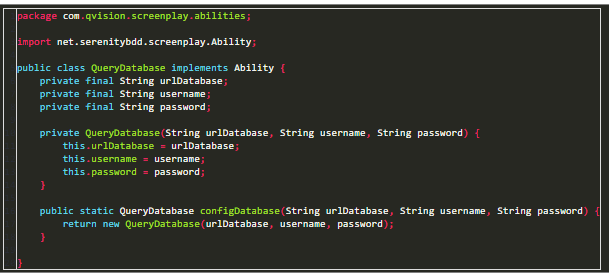 package com.qvision.screenplay.abilities;
import net.serenitybdd.screenplay.Ability;
public class QueryDatabase implements Ability {
private final String urlDatabase;
private final String username;
private final String password;
private QueryDatabase(String urlDatabase, String username, String password) {
this.urlDatabase = urlDatabase;
this.username = username;
this.password = password;
}
public static QueryDatabase configDatabase(String urlDatabase, String username, String password) {
return new QueryDatabase(urlDatabase, username, password);
}
}